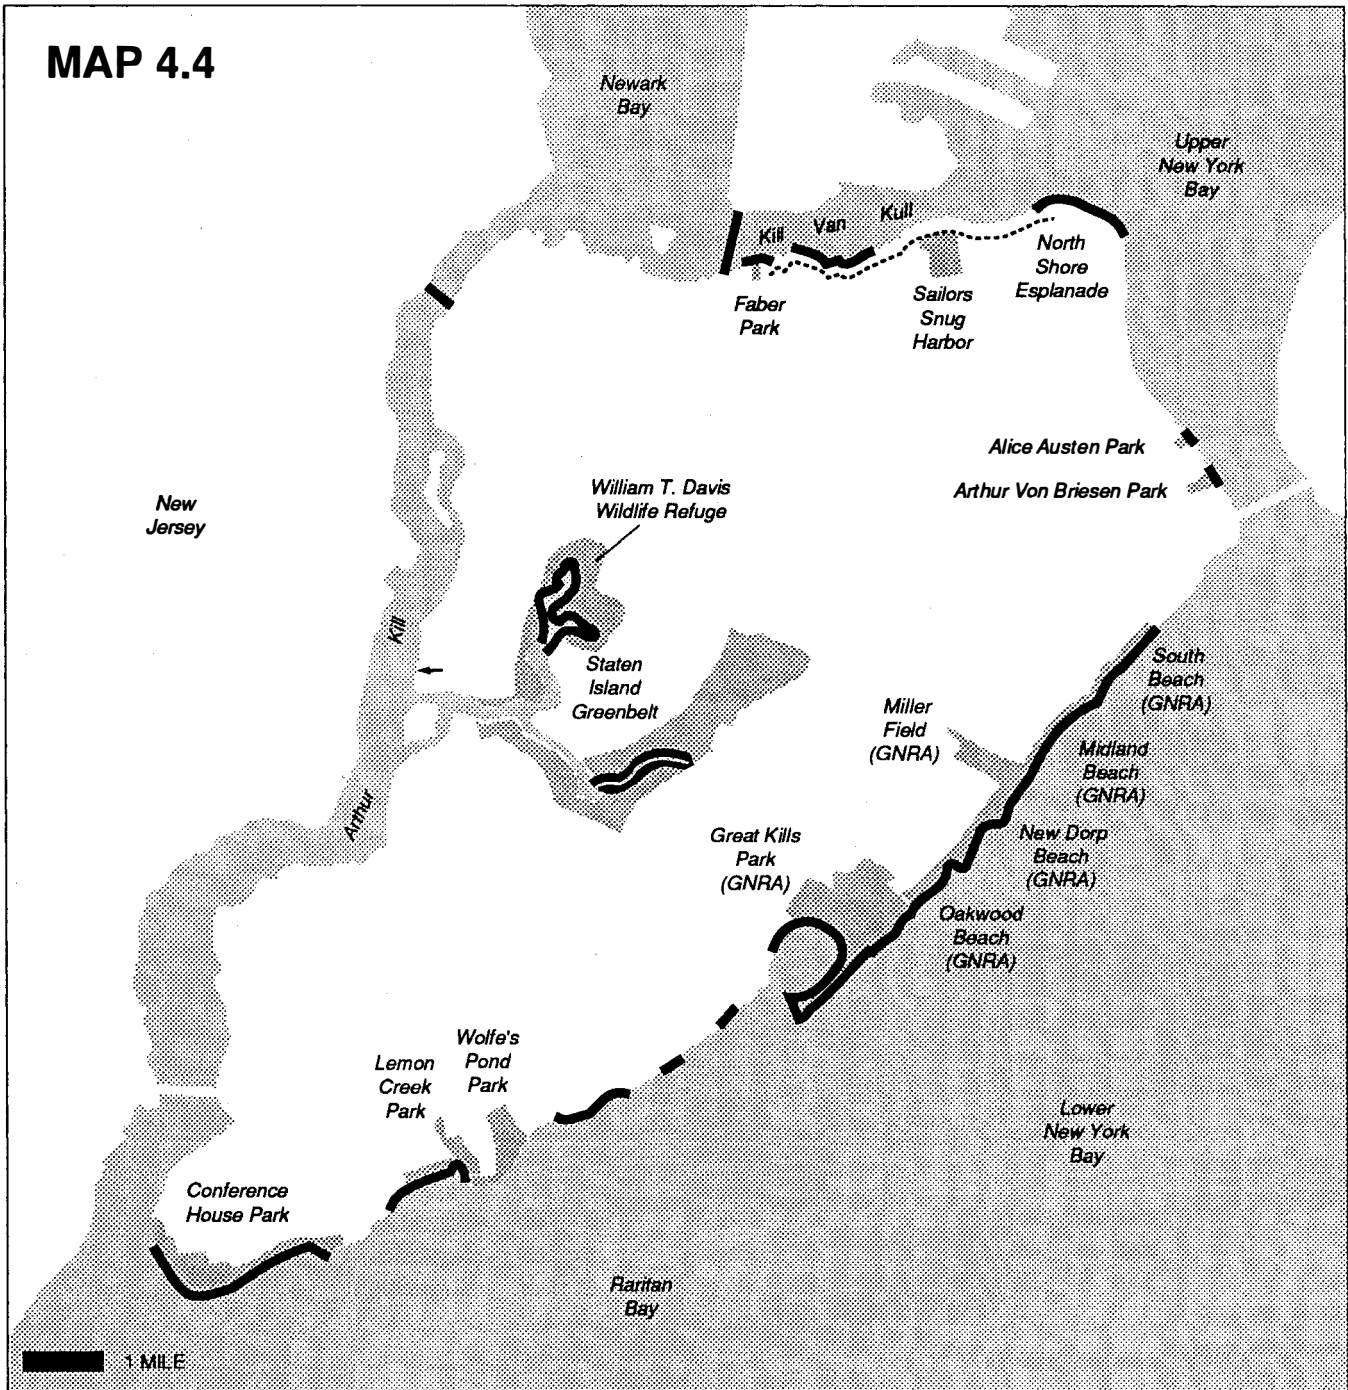 MAP 4.4
Newark
Bay
Upper
New York
Bay
Kill
Van
Kull
North
Shore
Esplanade
Faber
Park
Sailors
Snug
Harbor
Alice Austen Park
Arthur Von Briesen Park
William T. Davis
Wildlife Refuge
New
Jersey
Kill
Staten
Island
Greenbelt
South
Beach
(GNRA)
Miller
Field
(GNRA)
Midland
Beach
(GNRA)
Arthur
Great Kills
Park
(GNRA)
New Dorp
Beach
(GNRA)
Oakwood
Beach
(GNRA)
Wolfe's
Pond
Park
Lemon
Creek
Park
Lower
New York
Bay
Conference
House Park
Raritan
Bay
1 MILE